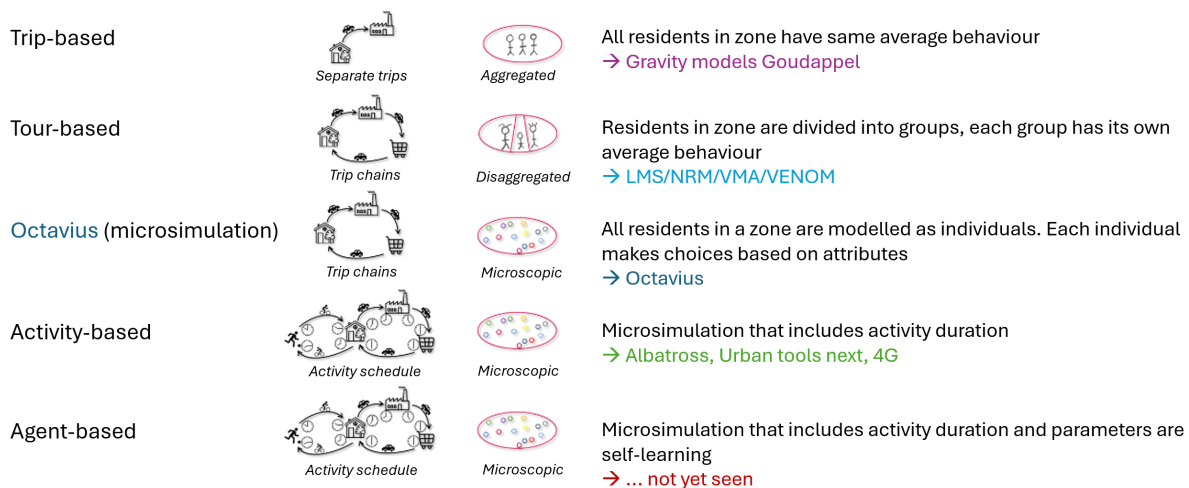 Trip-based
Separate trips
Aggregated
All residents in zone have same average behaviour
→ Gravity models Goudappel
Tour-based
Trip chains
Disaggregated
Residents in zone are divided into groups, each group has its own
average behaviour
→ LMS/NRM/VMA/VENOM
Octavius (microsimulation)
Trip chains
Microscopic
All residents in a zone are modelled as individuals. Each individual
makes choices based on attributes
→ Octavius
Activity-based
Activity schedule
Microscopic
Microsimulation that includes activity duration
→ Albatross, Urban tools next, 4G
Agent-based
Activity schedule
Microscopic
Microsimulation that includes activity duration and parameters are
self-learning
→ ... not yet seen